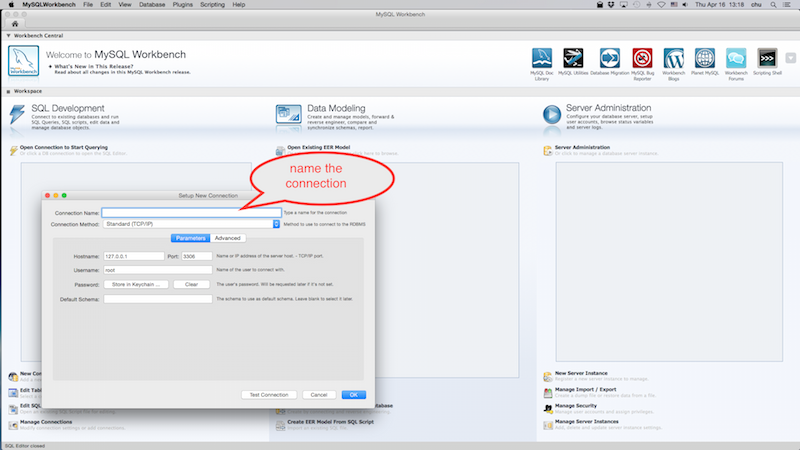 MySQLWorkbench File Edit View Database Plugins Scripting Help
Thu Apr 16 13:18 chu
MySQL Workbench
Workbench Central
Welcome to MySQL Workbench
What's New in This Release?
Read about all changes in this MySQL Workbench release.
MySQL Doc Library
MySQL Utilities
Database Migration
MySQL Bug Reporter
Workbench Blogs
Planet MySQL
Workbench Forums
Scripting Shell
Workspace
SQL Development
Connect to existing databases and run
SQL Queries, SQL scripts, edit data and
manage database objects.
Data Modeling
Create and manage models, forward &
reverse engineer, compare and
synchronize schemas, report.
Server Administration
Configure your database server, setup
user accounts, browse status variables
and server logs.
Open Connection to Start Querying
Or click a DB connection to open the SQL Editor.
Open Existing EER Model
Server Administration
Or click to manage a database server instance.
name the
connection
Setup New Connection
Connection Name: Type a name for the connection
Connection Method: Standard (TCP/IP) Method to use to connect to the RDBMS
Parameters Advanced
Hostname: 127.0.0.1 Port: 3306 Name or IP address of the server host. - TCP/IP port.
Username: root Name of the user to connect with.
Password: Store in Keychain ... Clear The user's password. Will be requested later if it's not set.
Default Schema: The schema to use as default schema. Leave blank to select it later.
Test Connection Cancel OK
New Co
Edit Tab
Edit SQ
Manage Connections
Modify connection settings or add connections.
abase
Create EER Model From SQL Script
New Server Instance
Register a new server instance to manage.
Manage Import / Export
Create a dump file or restore data from a file.
Manage Security
Manage user accounts and assign privileges.
Manage Server Instances
Add, delete and update server instance settings.
SQL Editor closed